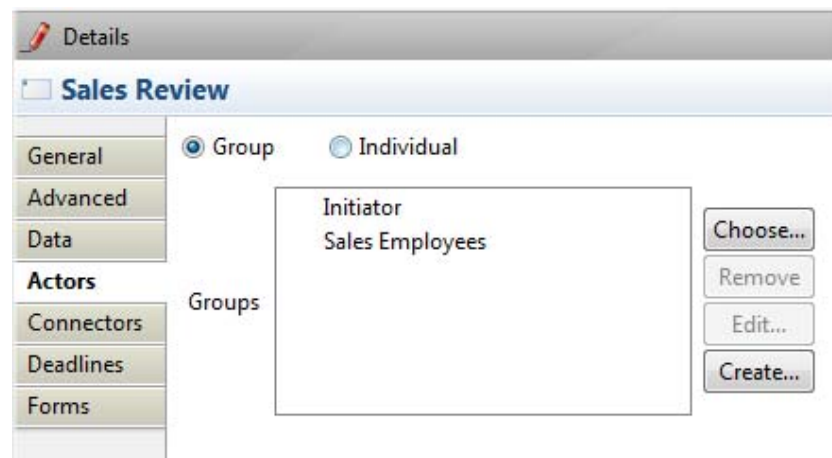 Details
Sales Review
General
Advanced
Data
Actors
Connectors
Deadlines
Forms
Group Individual
Groups
Initiator
Sales Employees
Choose...
Remove
Edit...
Create...